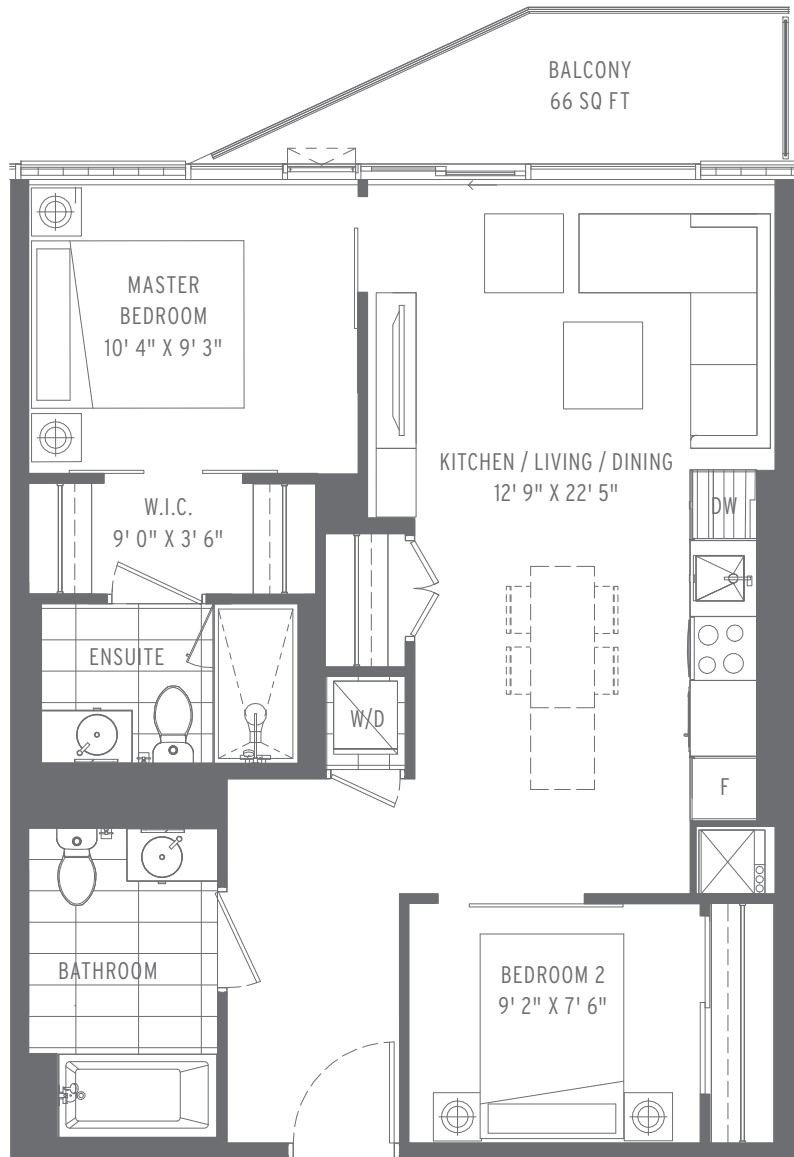 BALCONY
66 SQ FT
MASTER
BEDROOM
10' 4" X 9' 3"
KITCHEN / LIVING / DINING
12' 9" X 22' 5"
W.I.C.
9' 0" X 3' 6"
DW
ENSUITE
W/D
F
BATHROOM
BEDROOM 2
9' 2" X 7' 6"